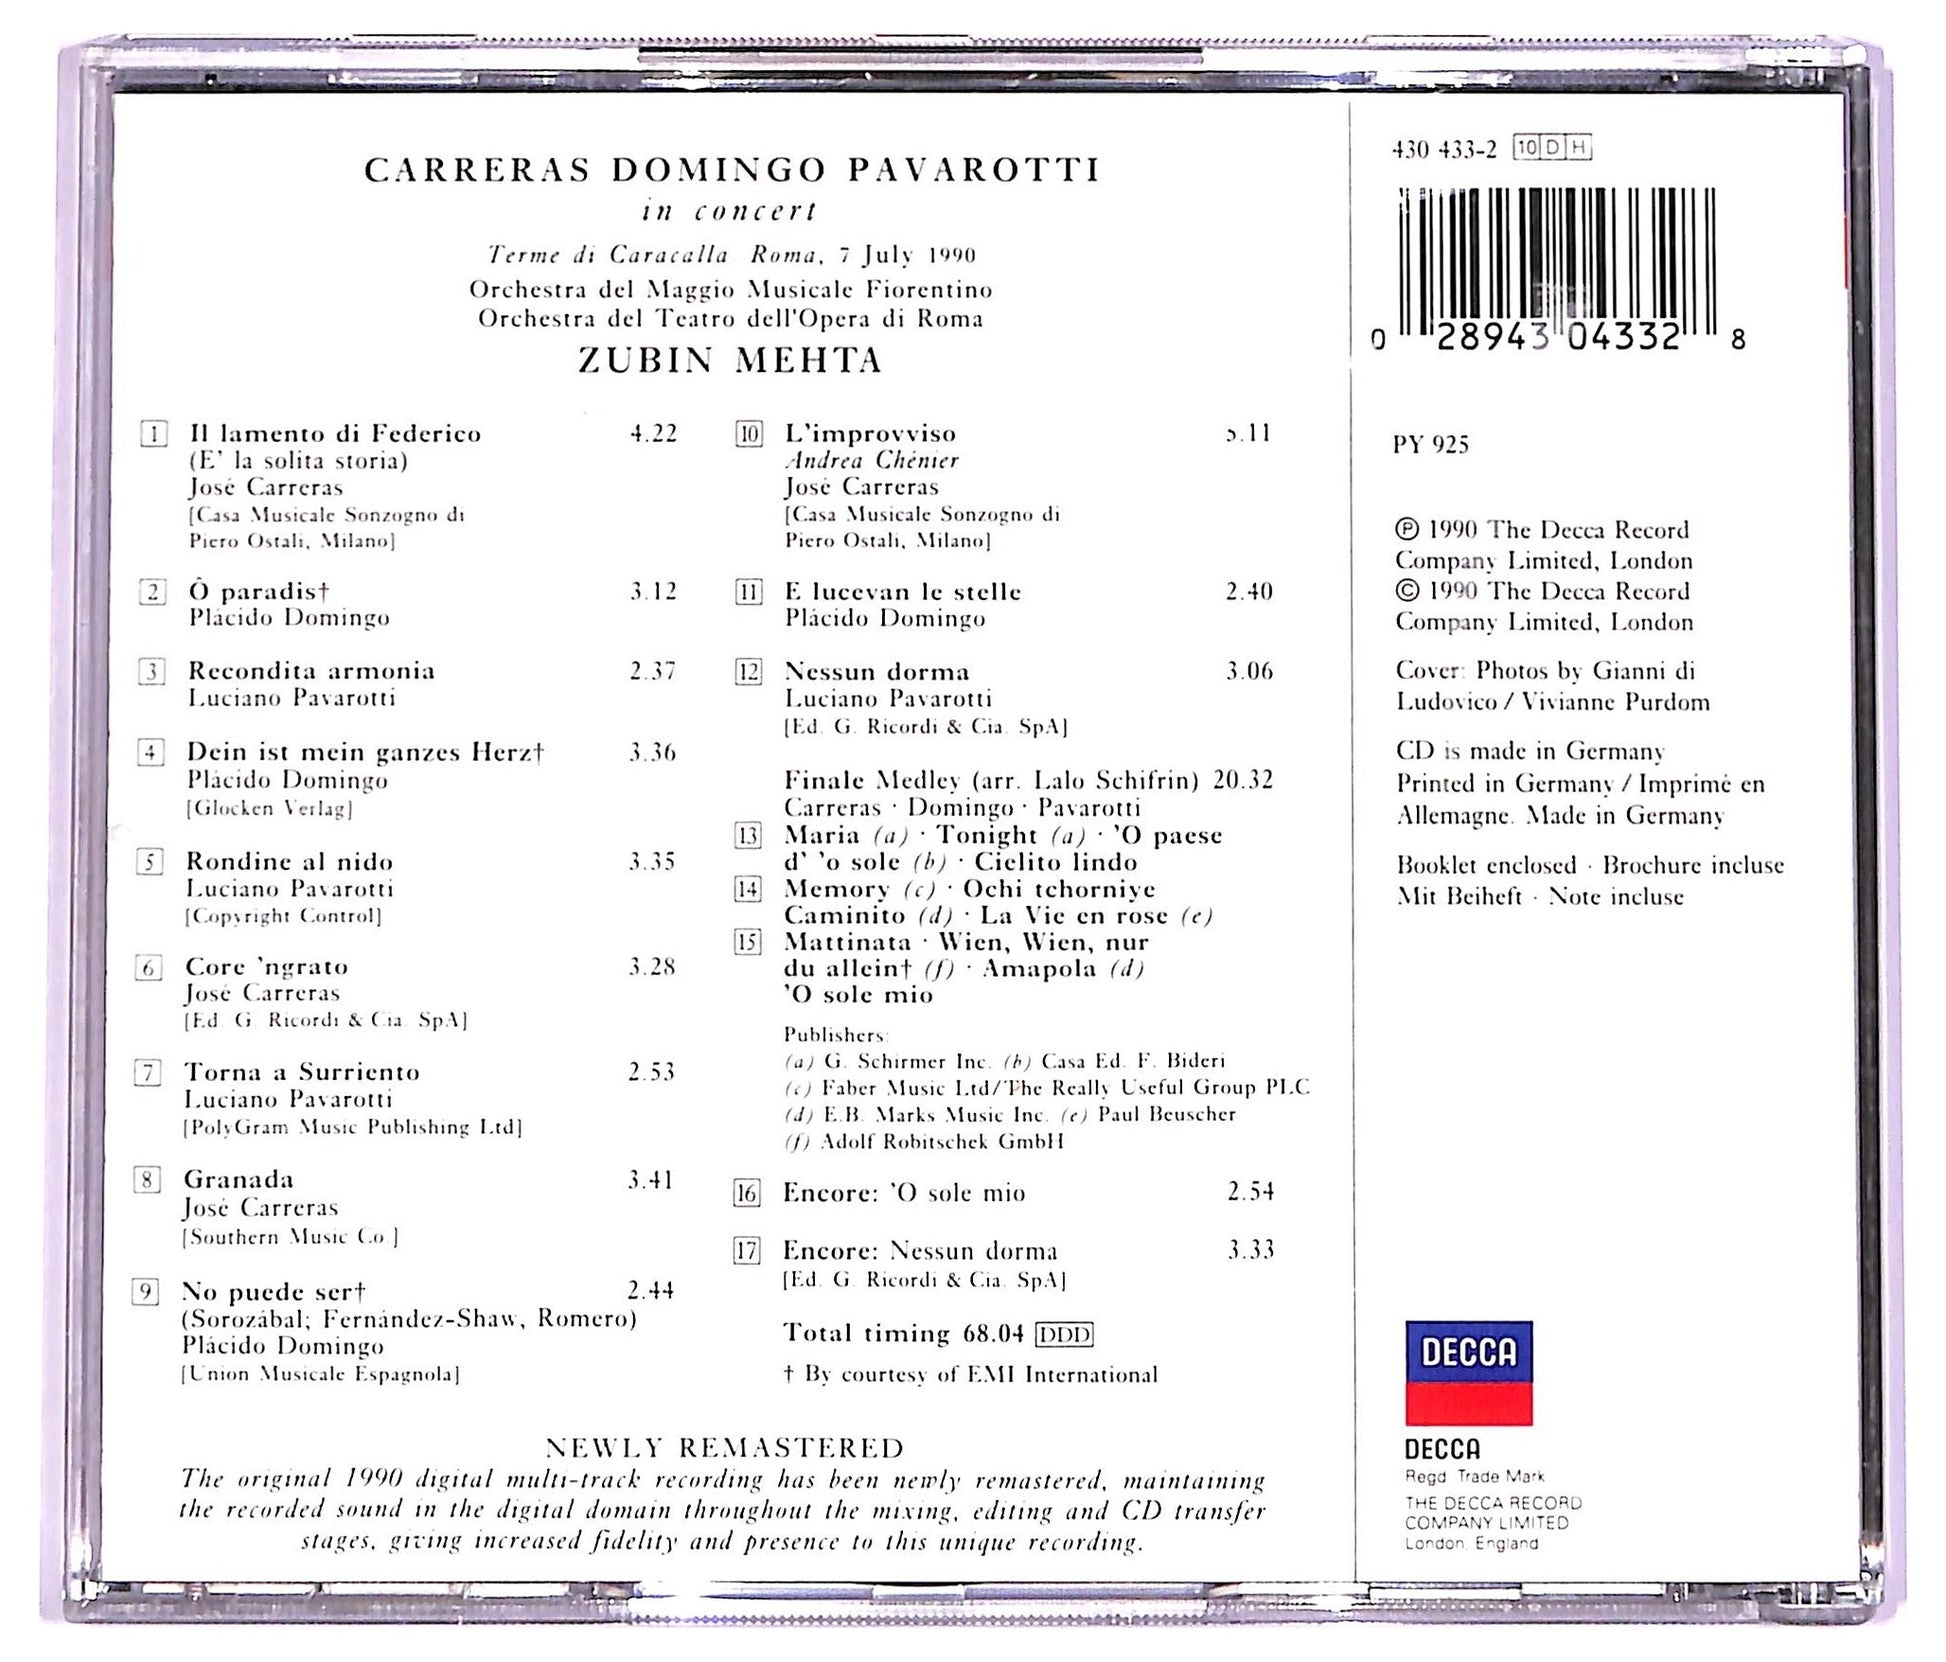 CARRERAS DOMINGO PAVAROTTI
in concert
Terme di Caracalla Roma, 7 July 1990
Orchestra del Maggio Musicale Fiorentino
Orchestra del Teatro dell'Opera di Roma
ZUBIN MEHTA
1 Il lamento di Federico 4.22
(E' la solita storia)
José Carreras
[Casa Musicale Sonzogno di
Piero Ostali, Milano]
2 Ô paradis† 3.12
Plácido Domingo
3 Recondita armonia 2.37
Luciano Pavarotti
4 Dein ist mein ganzes Herz† 3.36
Plácido Domingo
[Glocken Verlag]
5 Rondine al nido 3.35
Luciano Pavarotti
[Copyright Control]
6 Core 'ngrato 3.28
José Carreras
[Ed. G. Ricordi & Cia. SpA]
7 Torna a Surriento 2.53
Luciano Pavarotti
[PolyGram Music Publishing Ltd]
8 Granada 3.41
José Carreras
[Southern Music Co.]
9 No puede ser† 2.44
(Sorozábal; Fernández-Shaw, Romero)
Plácido Domingo
[Union Musicale Espagnola]
10 L'improvviso 5.11
Andrea Chénier
José Carreras
[Casa Musicale Sonzogno di
Piero Ostali, Milano]
11 E lucevan le stelle 2.40
Plácido Domingo
12 Nessun dorma 3.06
Luciano Pavarotti
[Ed. G. Ricordi & Cia. SpA]
Finale Medley (arr. Lalo Schifrin) 20.32
Carreras · Domingo · Pavarotti
13 Maria (a) · Tonight (a) · 'O paese
d' 'o sole (b) · Cielito lindo
14 Memory (c) · Ochi tchorniye
Caminito (d) · La Vie en rose (e)
15 Mattinata · Wien, Wien, nur
du allein† (f) · Amapola (d)
'O sole mio
Publishers:
(a) G. Schirmer Inc. (b) Casa Ed. F. Bideri
(c) Faber Music Ltd/The Really Useful Group PLC
(d) E.B. Marks Music Inc. (e) Paul Beuscher
(f) Adolf Robitschek GmbH
16 Encore: 'O sole mio 2.54
17 Encore: Nessun dorma 3.33
[Ed. G. Ricordi & Cia. SpA]
Total timing 68.04 DDD
† By courtesy of EMI International
NEWLY REMASTERED
The original 1990 digital multi-track recording has been newly remastered, maintaining
the recorded sound in the digital domain throughout the mixing, editing and CD transfer
stages, giving increased fidelity and presence to this unique recording.
430 433-2 10 D H
0 28943 04332 8
PY 925
℗ 1990 The Decca Record
Company Limited, London
© 1990 The Decca Record
Company Limited, London
Cover: Photos by Gianni di
Ludovico / Vivianne Purdom
CD is made in Germany
Printed in Germany / Imprimé en
Allemagne. Made in Germany
Booklet enclosed · Brochure incluse
Mit Beiheft · Note incluse
DECCA
DECCA
Regd. Trade Mark
THE DECCA RECORD
COMPANY LIMITED
London, England